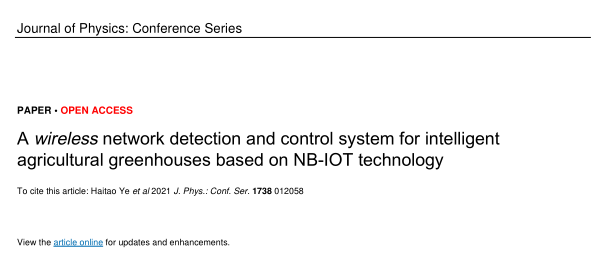 Journal of Physics: Conference Series
PAPER • OPEN ACCESS
A wireless network detection and control system for intelligent
agricultural greenhouses based on NB-IOT technology
To cite this article: Haitao Ye et al 2021 J. Phys.: Conf. Ser. 1738 012058
View the article online for updates and enhancements.